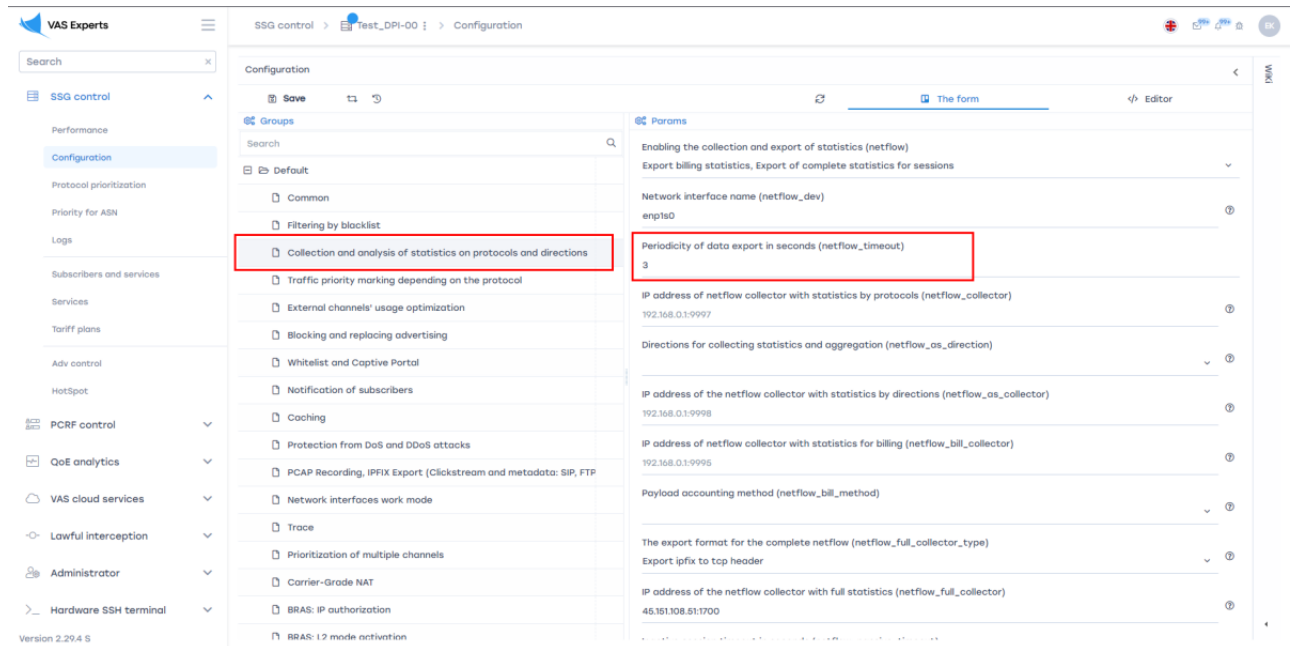 VAS Experts
SSG control > Test_DPI-00 > Configuration
99+ 99+
EK
Search
SSG control
Performance
Configuration
Protocol prioritization
Priority for ASN
Logs
Subscribers and services
Services
Tariff plans
Adv control
HotSpot
PCRF control
QoE analytics
VAS cloud services
Lawful interception
Administrator
Hardware SSH terminal
Version 2.29.4 S
Configuration
Save
The form
</> Editor
Wiki
Groups
Search
Default
Common
Filtering by blacklist
Collection and analysis of statistics on protocols and directions
Traffic priority marking depending on the protocol
External channels' usage optimization
Blocking and replacing advertising
Whitelist and Captive Portal
Notification of subscribers
Caching
Protection from DoS and DDoS attacks
PCAP Recording, IPFIX Export (Clickstream and metadata: SIP, FTP
Network interfaces work mode
Trace
Prioritization of multiple channels
Carrier-Grade NAT
BRAS: IP authorization
BRAS: L2 mode activation
Params
Enabling the collection and export of statistics (netflow)
Export billing statistics, Export of complete statistics for sessions
Network interface name (netflow_dev)
enp1s0
Periodicity of data export in seconds (netflow_timeout)
3
IP address of netflow collector with statistics by protocols (netflow_collector)
192.168.0.1:9997
Directions for collecting statistics and aggregation (netflow_as_direction)
IP address of the netflow collector with statistics by directions (netflow_as_collector)
192.168.0.1:9998
IP address of netflow collector with statistics for billing (netflow_bill_collector)
192.168.0.1:9995
Payload accounting method (netflow_bill_method)
The export format for the complete netflow (netflow_full_collector_type)
Export ipfix to tcp header
IP address of the netflow collector with full statistics (netflow_full_collector)
45.151.108.51:1700